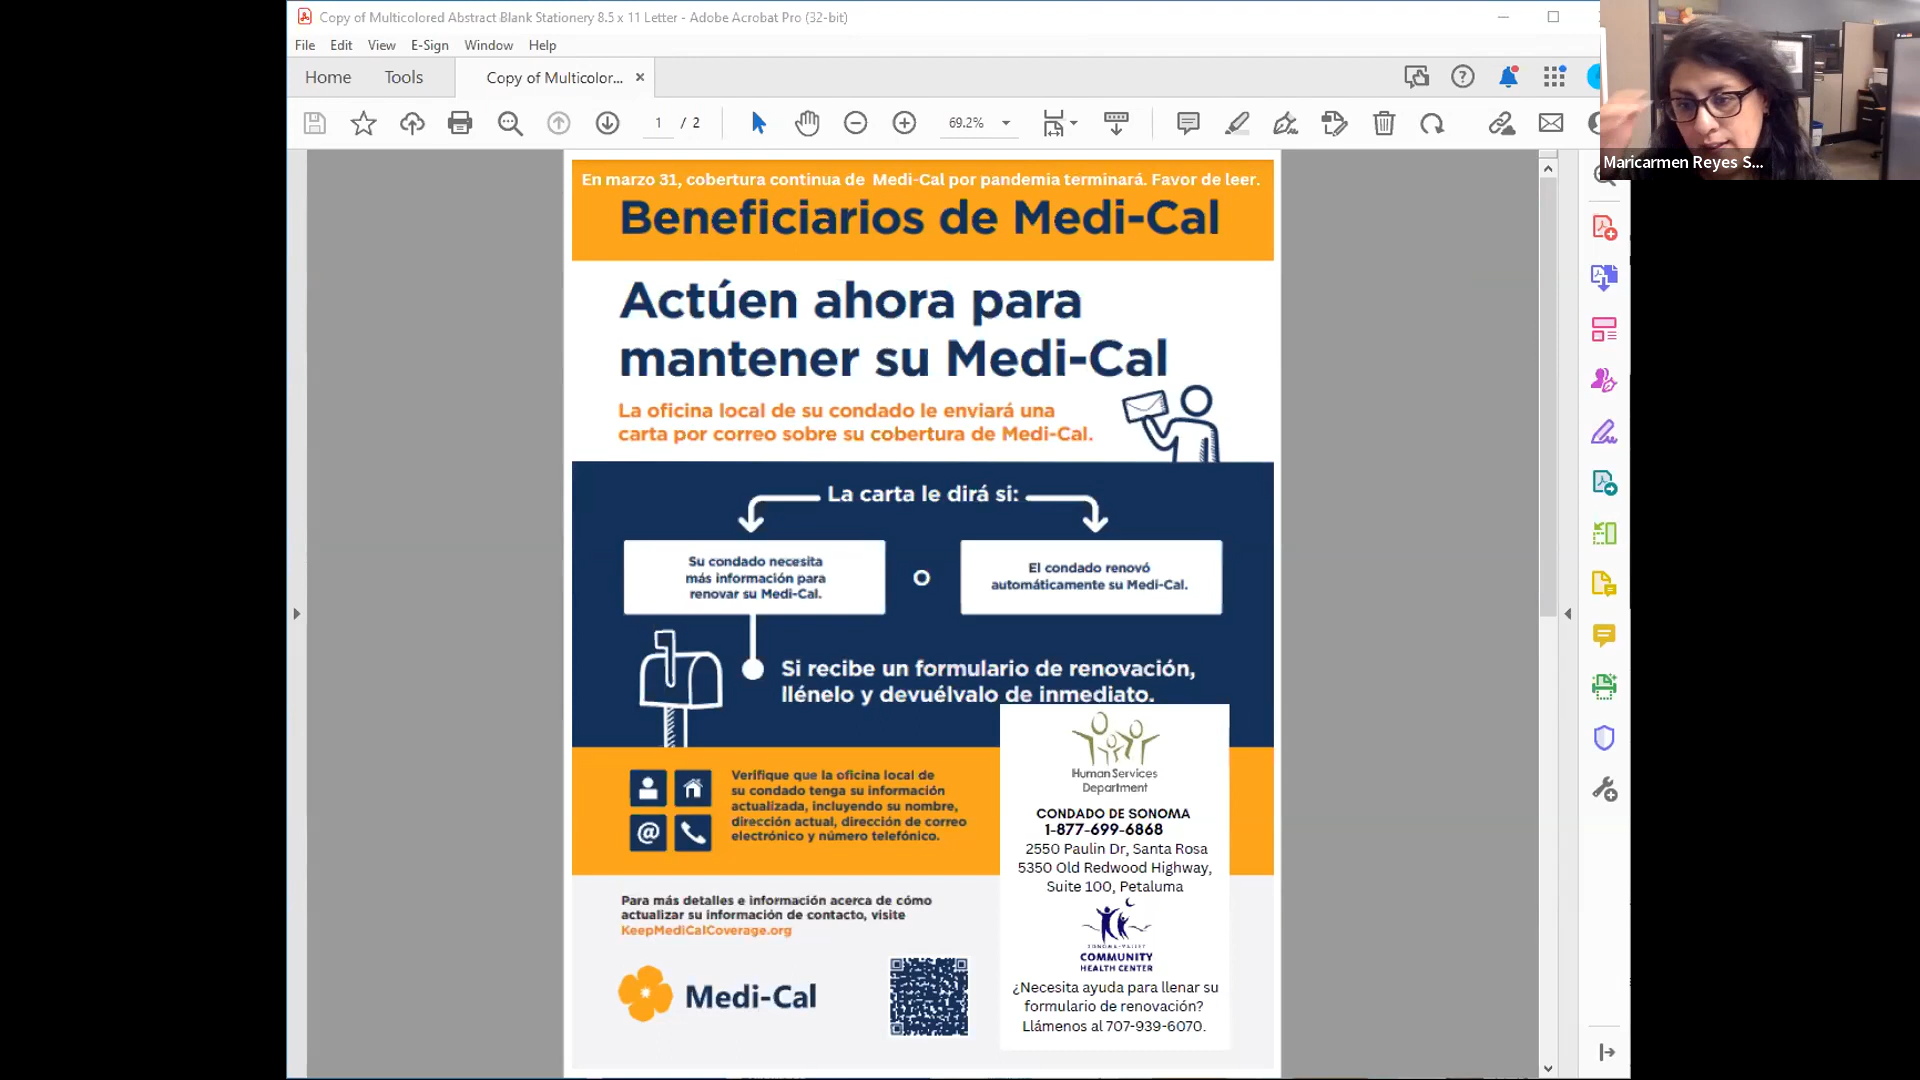 Copy of Multicolored Abstract Blank Stationery 8.5 x 11 Letter - Adobe Acrobat Pro (32-bit)
File Edit View E-Sign Window Help
Home Tools Copy of Multicolor... ×
1 / 2 69.2%
Maricarmen Reyes S...
En marzo 31, cobertura continua de Medi-Cal por pandemia terminará. Favor de leer.
Beneficiarios de Medi-Cal
Actúen ahora para
mantener su Medi-Cal
La oficina local de su condado le enviará una
carta por correo sobre su cobertura de Medi-Cal.
La carta le dirá si:
Su condado necesita
más información para
renovar su Medi-Cal.
O
El condado renovó
automáticamente su Medi-Cal.
Si recibe un formulario de renovación,
llénelo y devuélvalo de inmediato.
Verifique que la oficina local de
su condado tenga su información
actualizada, incluyendo su nombre,
dirección actual, dirección de correo
electrónico y número telefónico.
Human Services
Department
CONDADO DE SONOMA
1-877-699-6868
2550 Paulin Dr, Santa Rosa
5350 Old Redwood Highway,
Suite 100, Petaluma
SONOMA VALLEY
COMMUNITY
HEALTH CENTER
¿Necesita ayuda para llenar su
formulario de renovación?
Llámenos al 707-939-6070.
Para más detalles e información acerca de cómo
actualizar su información de contacto, visite
KeepMediCalCoverage.org
Medi-Cal